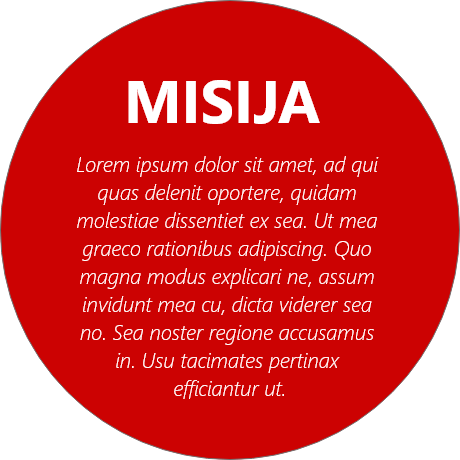 MISIJA
Lorem ipsum dolor sit amet, ad qui
quas delenit oportere, quidam
molestiae dissentiet ex sea. Ut mea
graeco rationibus adipiscing. Quo
magna modus explicari ne, assum
invidunt mea cu, dicta viderer sea
no. Sea noster regione accusamus
in. Usu tacimates pertinax
efficiantur ut.